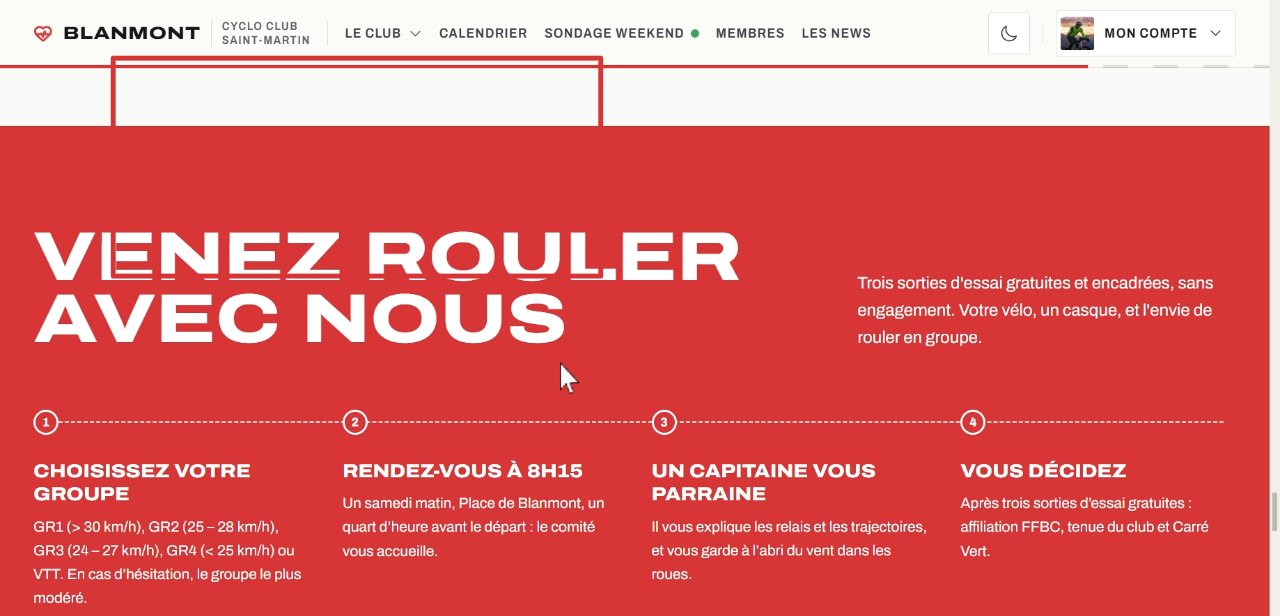 BLANMONT
CYCLO CLUB
SAINT-MARTIN
LE CLUB
CALENDRIER
SONDAGE WEEKEND
MEMBRES
LES NEWS
MON COMPTE
VENEZ ROULER
AVEC NOUS
Trois sorties d'essai gratuites et encadrées, sans
engagement. Votre vélo, un casque, et l'envie de
rouler en groupe.
1
CHOISISSEZ VOTRE
GROUPE
GR1 (> 30 km/h), GR2 (25 – 28 km/h),
GR3 (24 – 27 km/h), GR4 (< 25 km/h) ou
VTT. En cas d’hésitation, le groupe le plus
modéré.
2
RENDEZ-VOUS À 8H15
Un samedi matin, Place de Blanmont, un
quart d’heure avant le départ : le comité
vous accueille.
3
UN CAPITAINE VOUS
PARRAINE
Il vous explique les relais et les trajectoires,
et vous garde à l’abri du vent dans les
roues.
4
VOUS DÉCIDEZ
Après trois sorties d’essai gratuites :
affiliation FFBC, tenue du club et Carré
Vert.